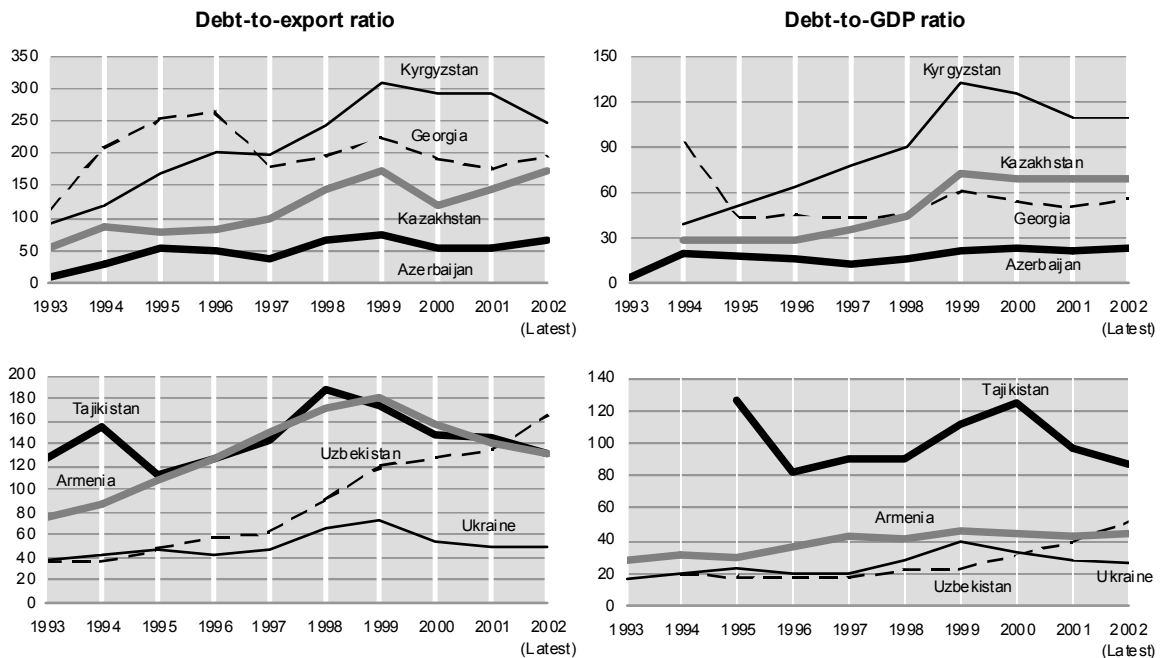 Debt-to-export ratio
350
300
250
200
150
100
50
0
Kyrgyzstan
Georgia
Kazakhstan
Azerbaijan
1993 1994 1995 1996 1997 1998 1999 2000 2001 2002
(Latest)
Debt-to-GDP ratio
150
120
90
60
30
0
Kyrgyzstan
Kazakhstan
Georgia
Azerbaijan
1993 1994 1995 1996 1997 1998 1999 2000 2001 2002
(Latest)
200
180
160
140
120
100
80
60
40
20
0
Tajikistan
Uzbekistan
Armenia
Ukraine
1993 1994 1995 1996 1997 1998 1999 2000 2001 2002
(Latest)
140
120
100
80
60
40
20
0
Tajikistan
Armenia
Uzbekistan
Ukraine
1993 1994 1995 1996 1997 1998 1999 2000 2001 2002
(Latest)